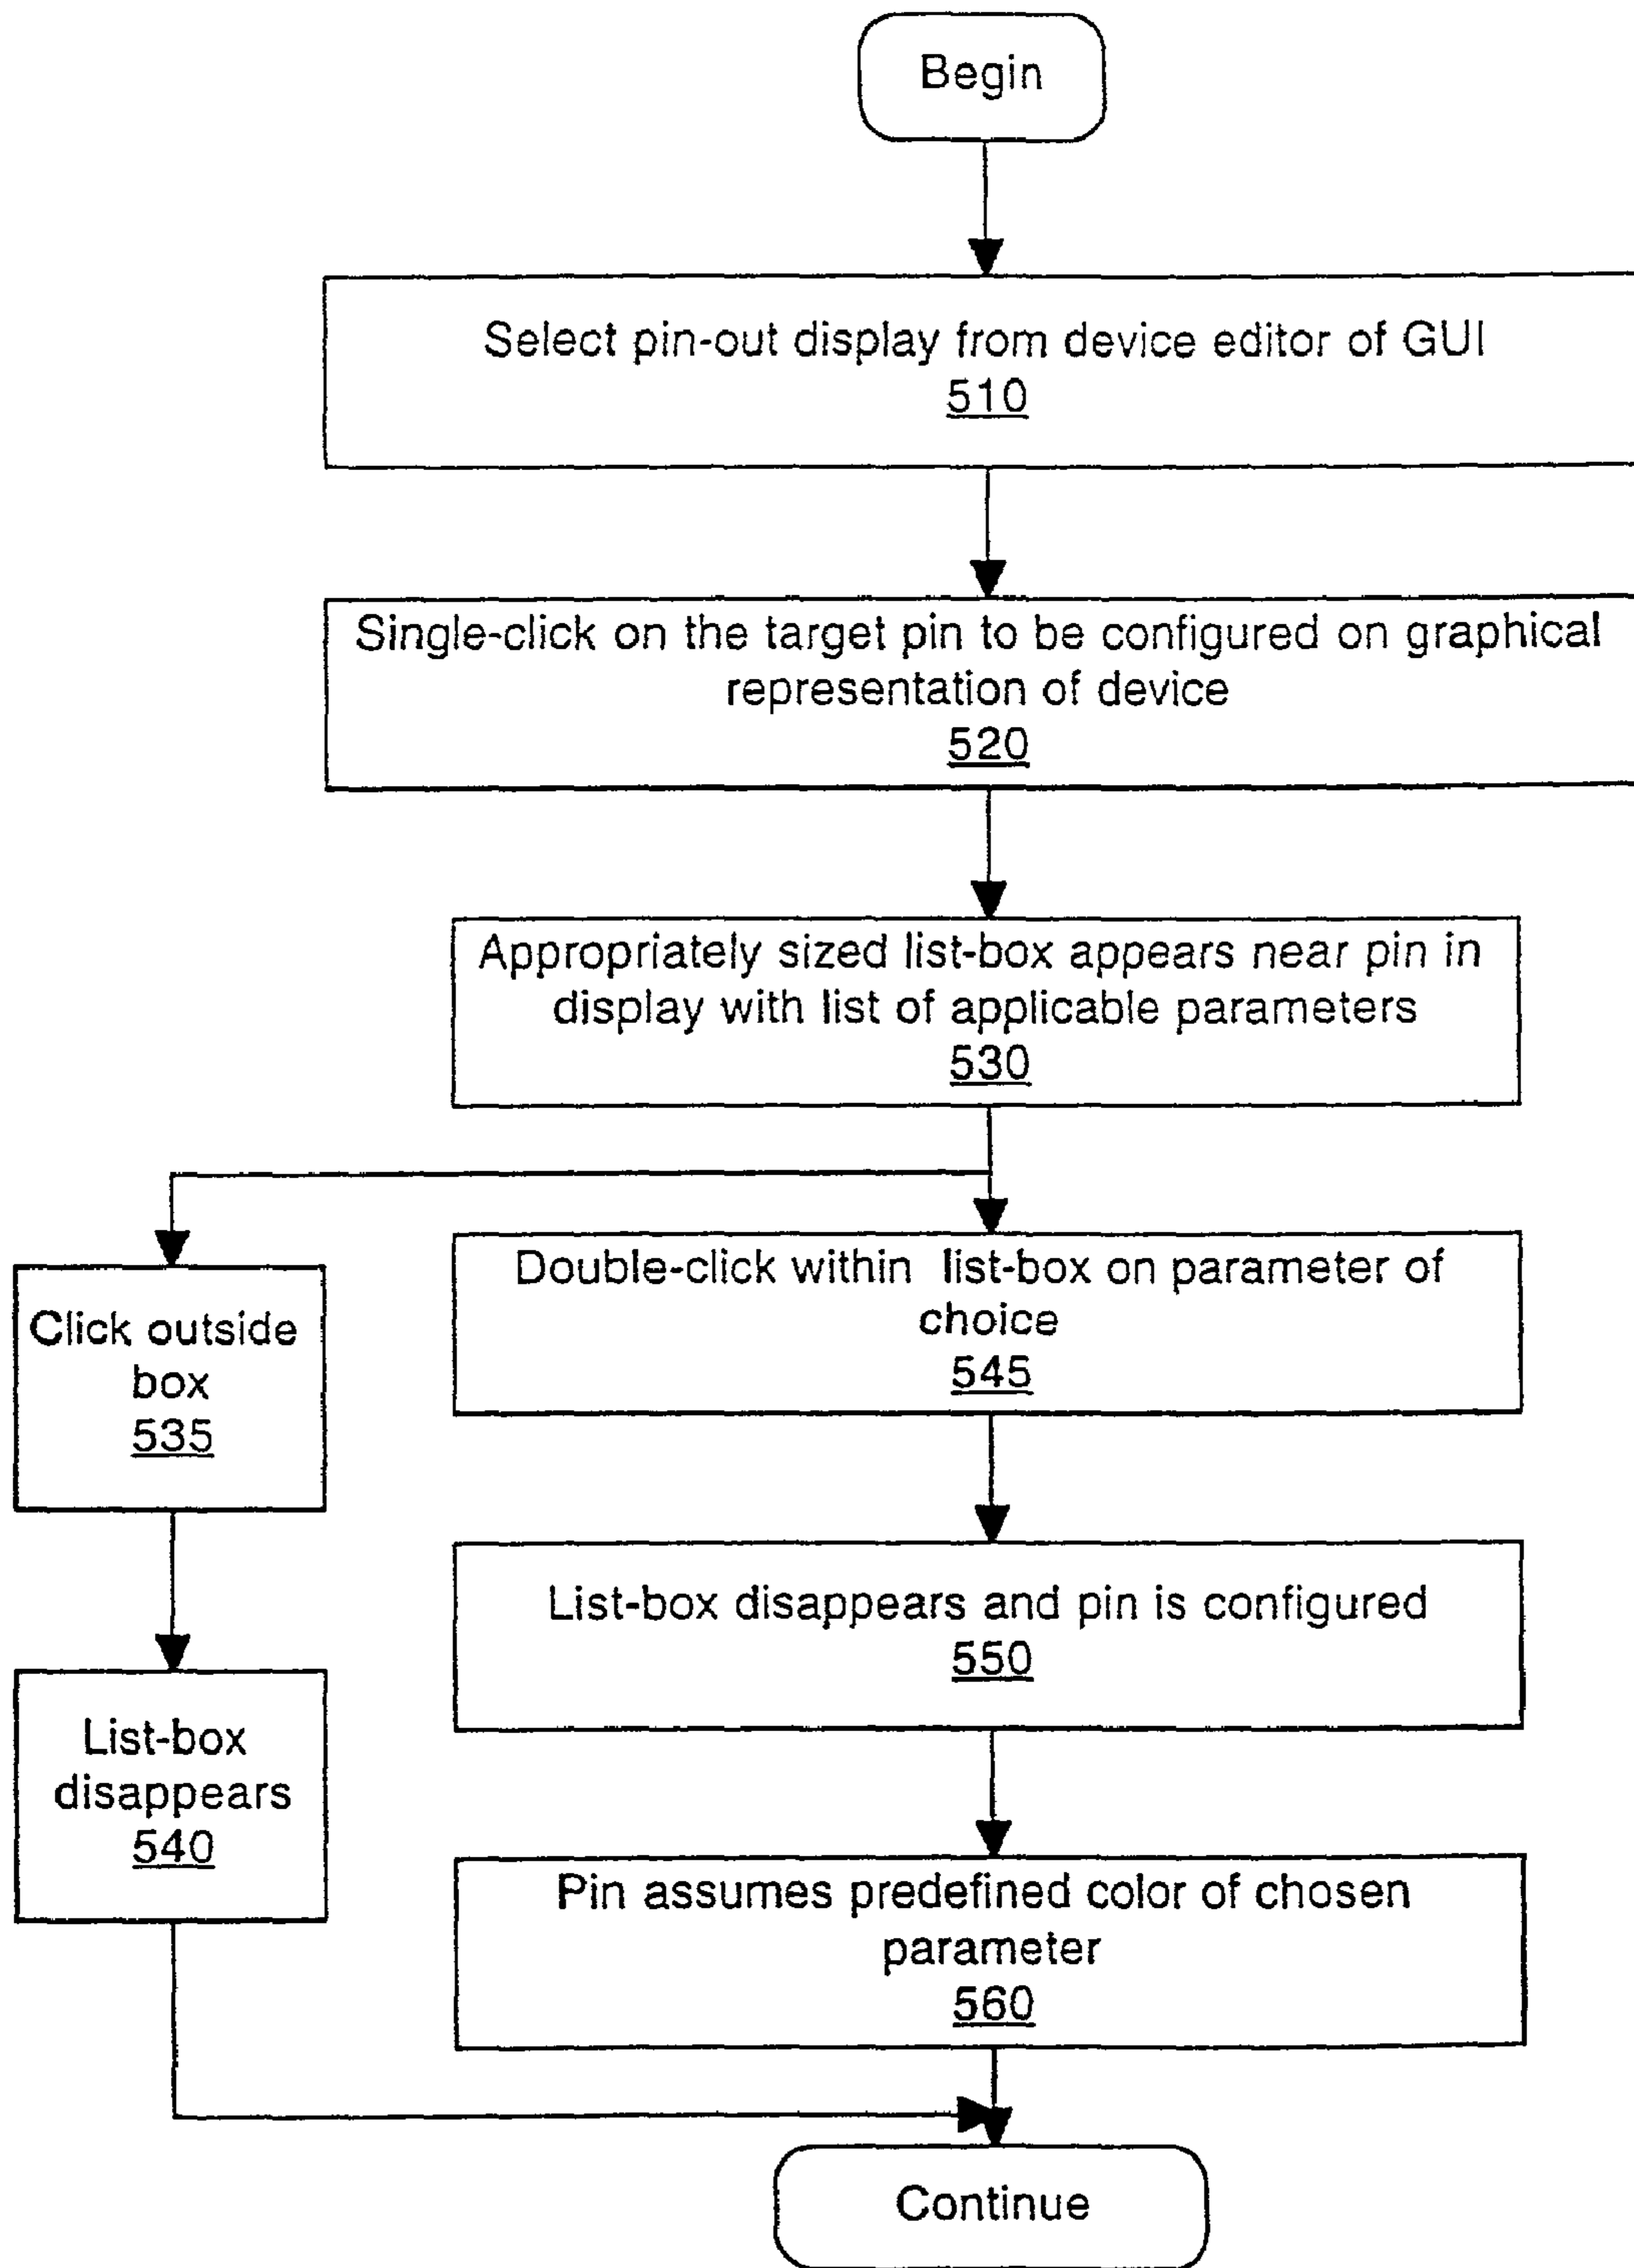 Begin
Select pin-out display from device editor of GUI
510
Single-click on the target pin to be configured on graphical
representation of device
520
Appropriately sized list-box appears near pin in
display with list of applicable parameters
530
Click outside
box
535
List-box
disappears
540
Double-click within list-box on parameter of
choice
545
List-box disappears and pin is configured
550
Pin assumes predefined color of chosen
parameter
560
Continue